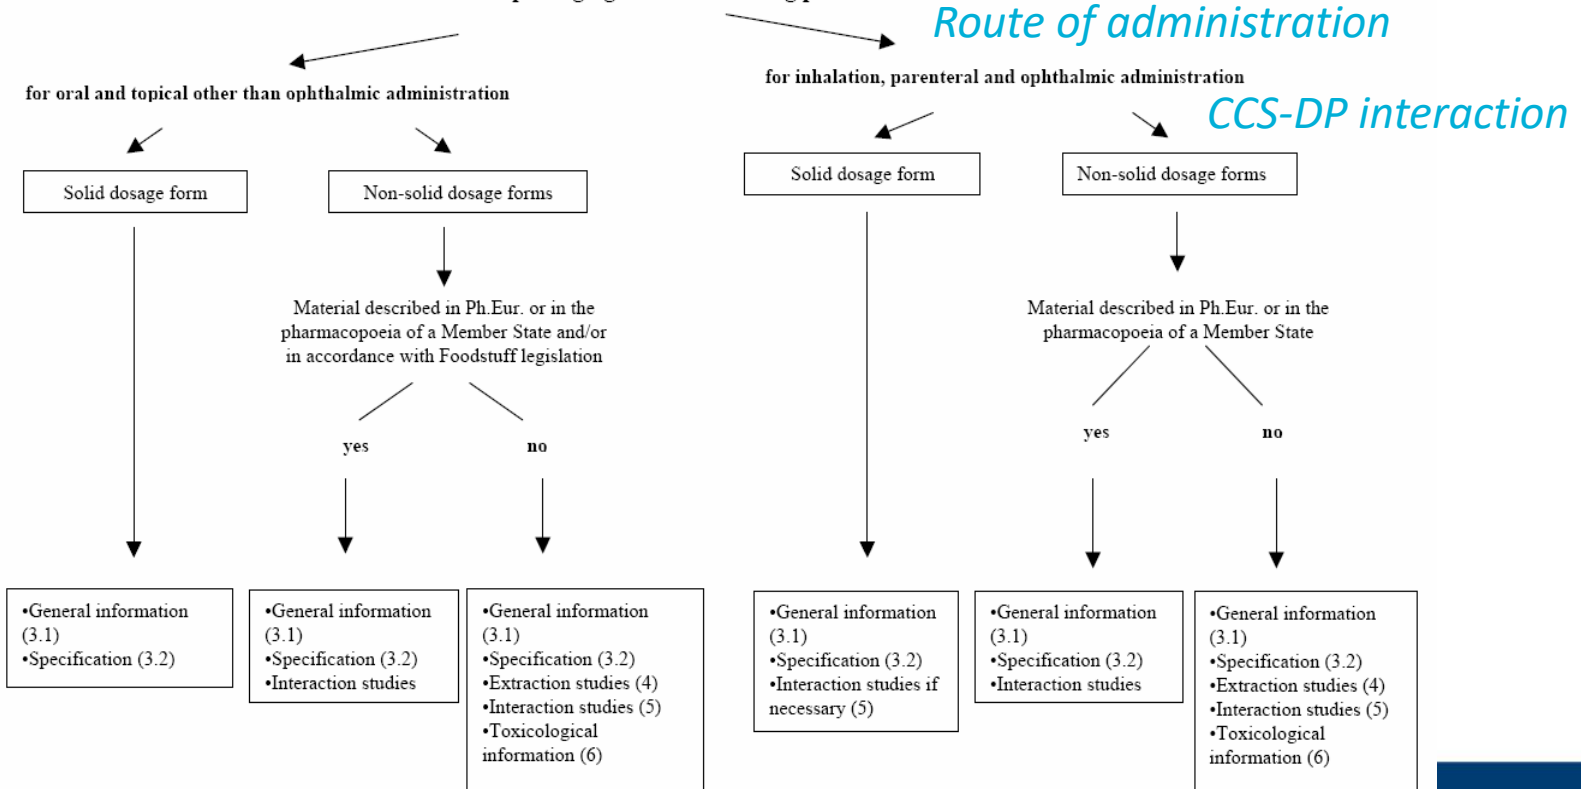 Route of administration
for oral and topical other than ophthalmic administration
for inhalation, parenteral and ophthalmic administration
CCS-DP interaction
Solid dosage form
Non-solid dosage forms
Solid dosage form
Non-solid dosage forms
Material described in Ph.Eur. or in the
pharmacopoeia of a Member State and/or
in accordance with Foodstuff legislation
Material described in Ph.Eur. or in the
pharmacopoeia of a Member State
yes
no
yes
no
•General information
(3.1)
•Specification (3.2)
•General information
(3.1)
•Specification (3.2)
•Interaction studies
•General information
(3.1)
•Specification (3.2)
•Extraction studies (4)
•Interaction studies (5)
•Toxicological
information (6)
•General information
(3.1)
•Specification (3.2)
•Interaction studies if
necessary (5)
•General information
(3.1)
•Specification (3.2)
•Interaction studies
•General information
(3.1)
•Specification (3.2)
•Extraction studies (4)
•Interaction studies (5)
•Toxicological
information (6)